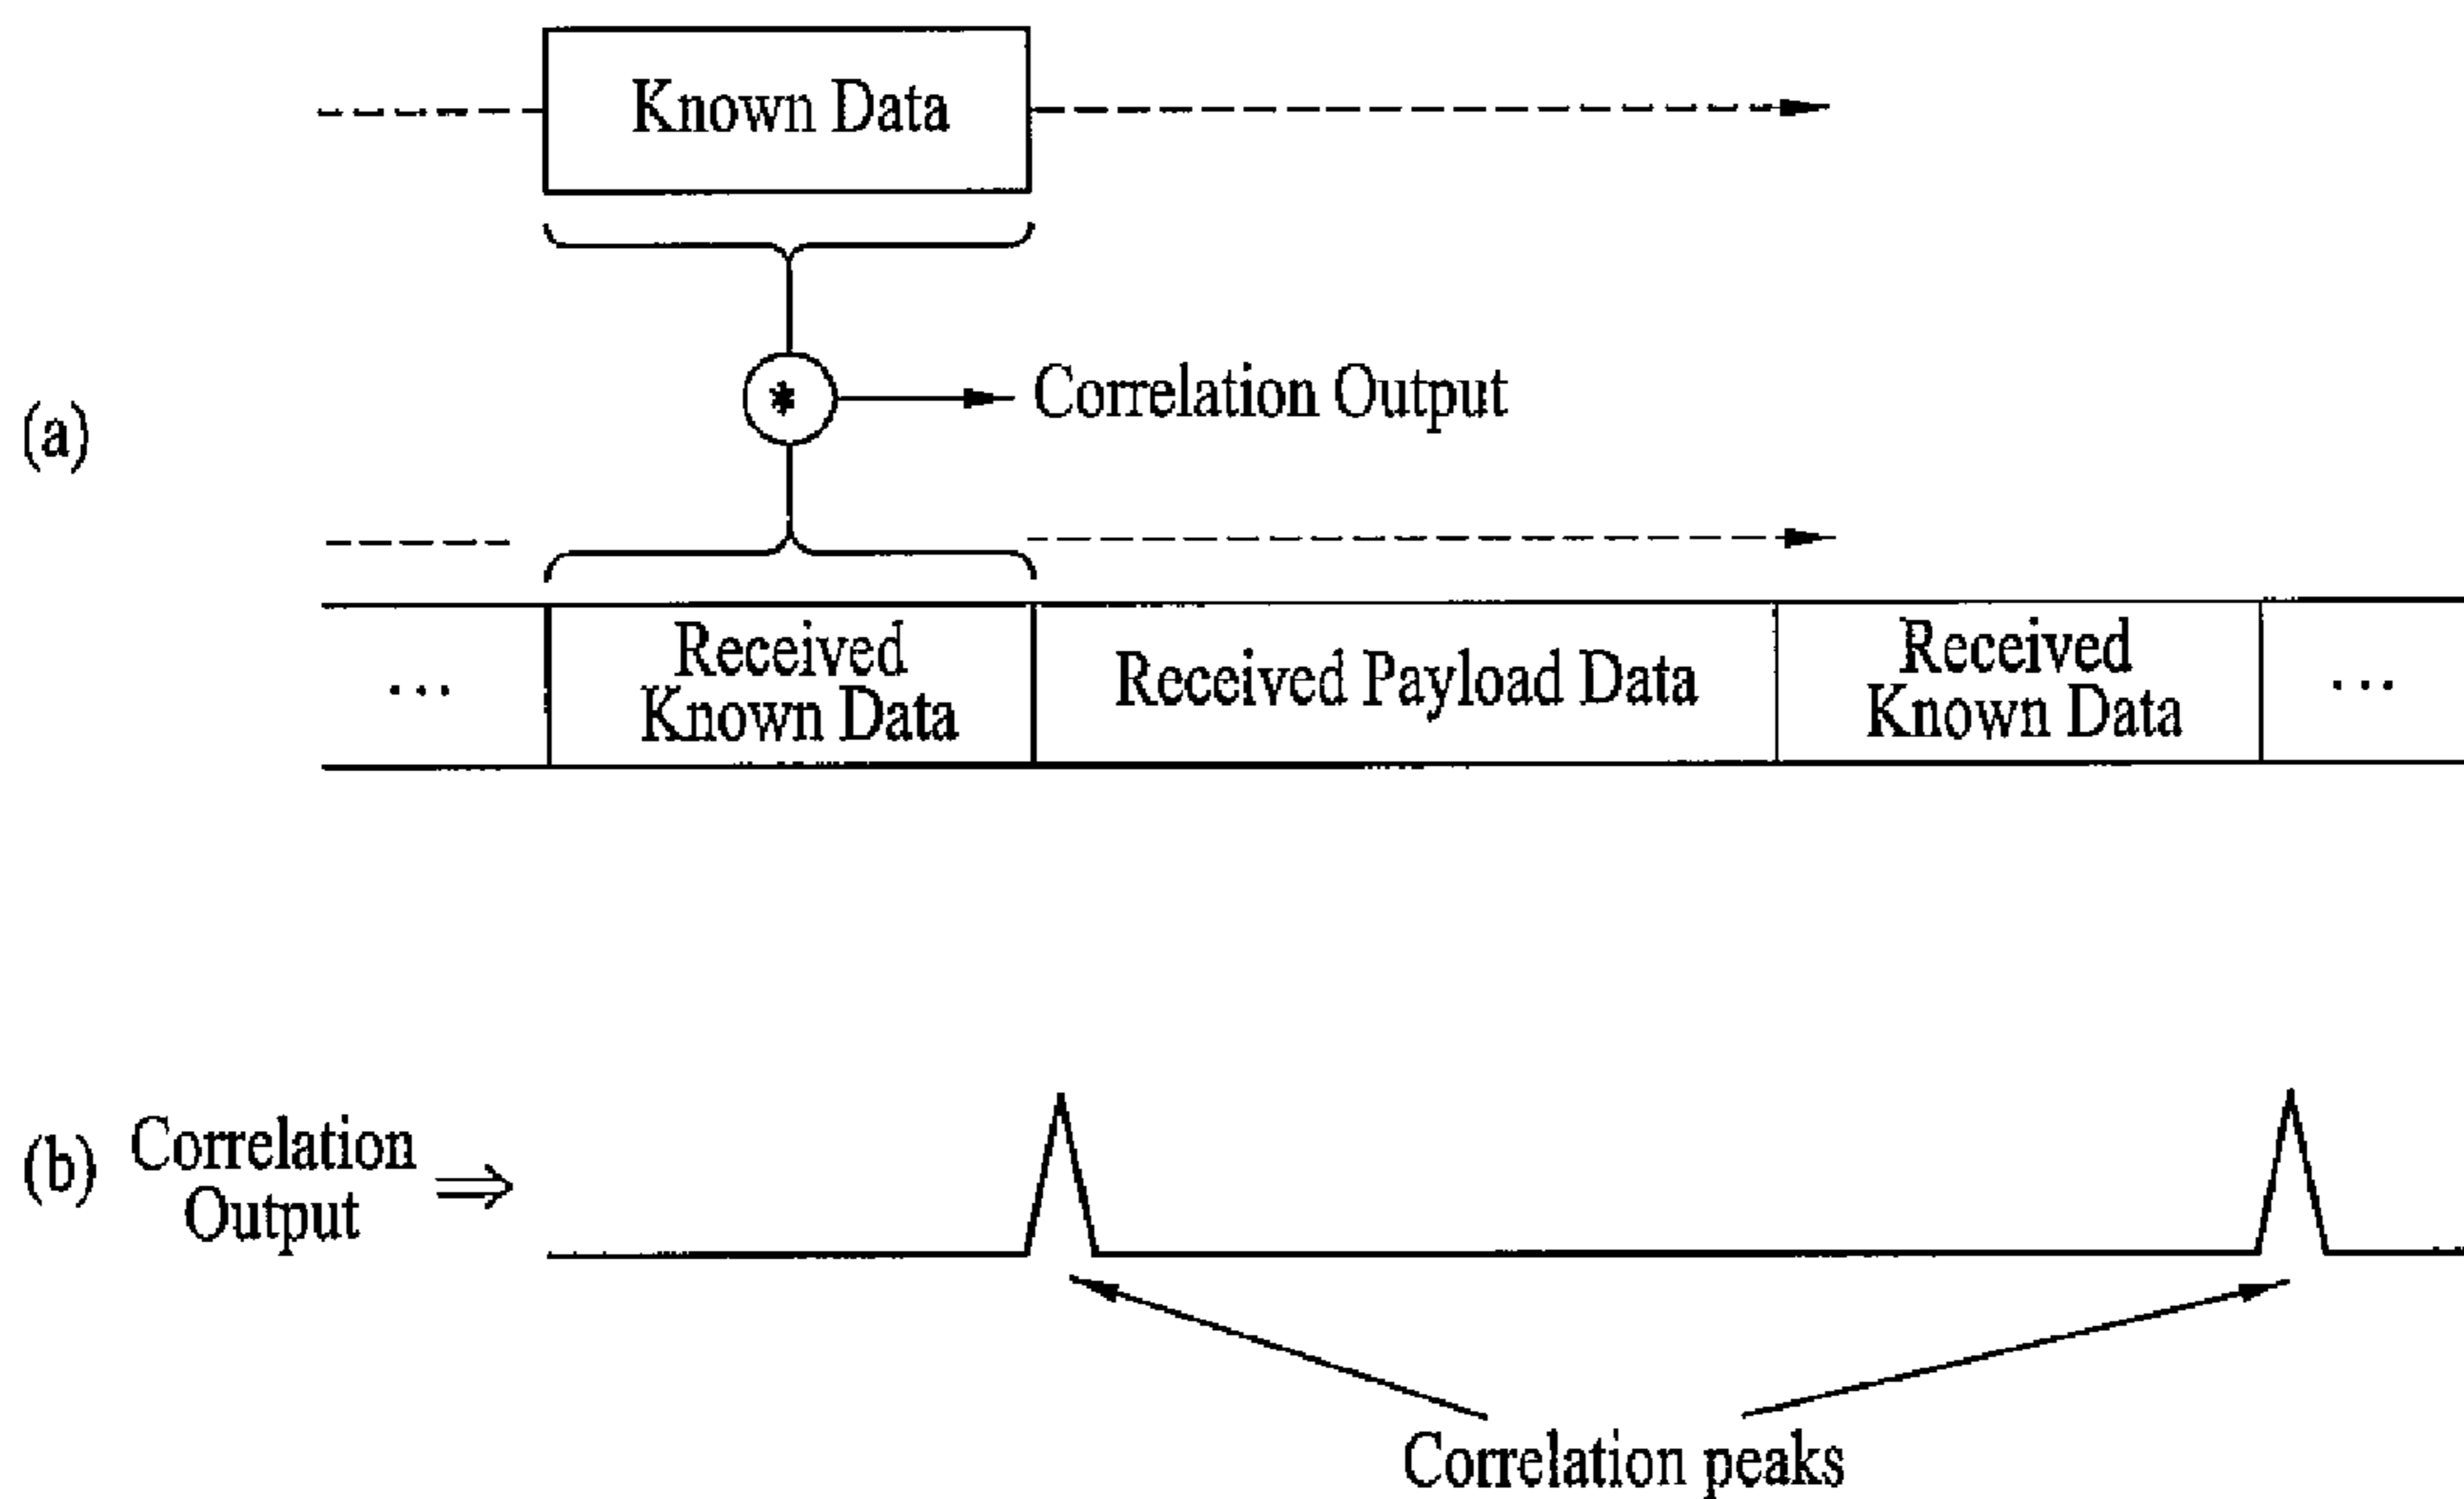 Known Data
(a)
* Correlation Output
...
Received
Known Data
Received Payload Data
Received
Known Data
...
(b)
Correlation
Output
Correlation peaks